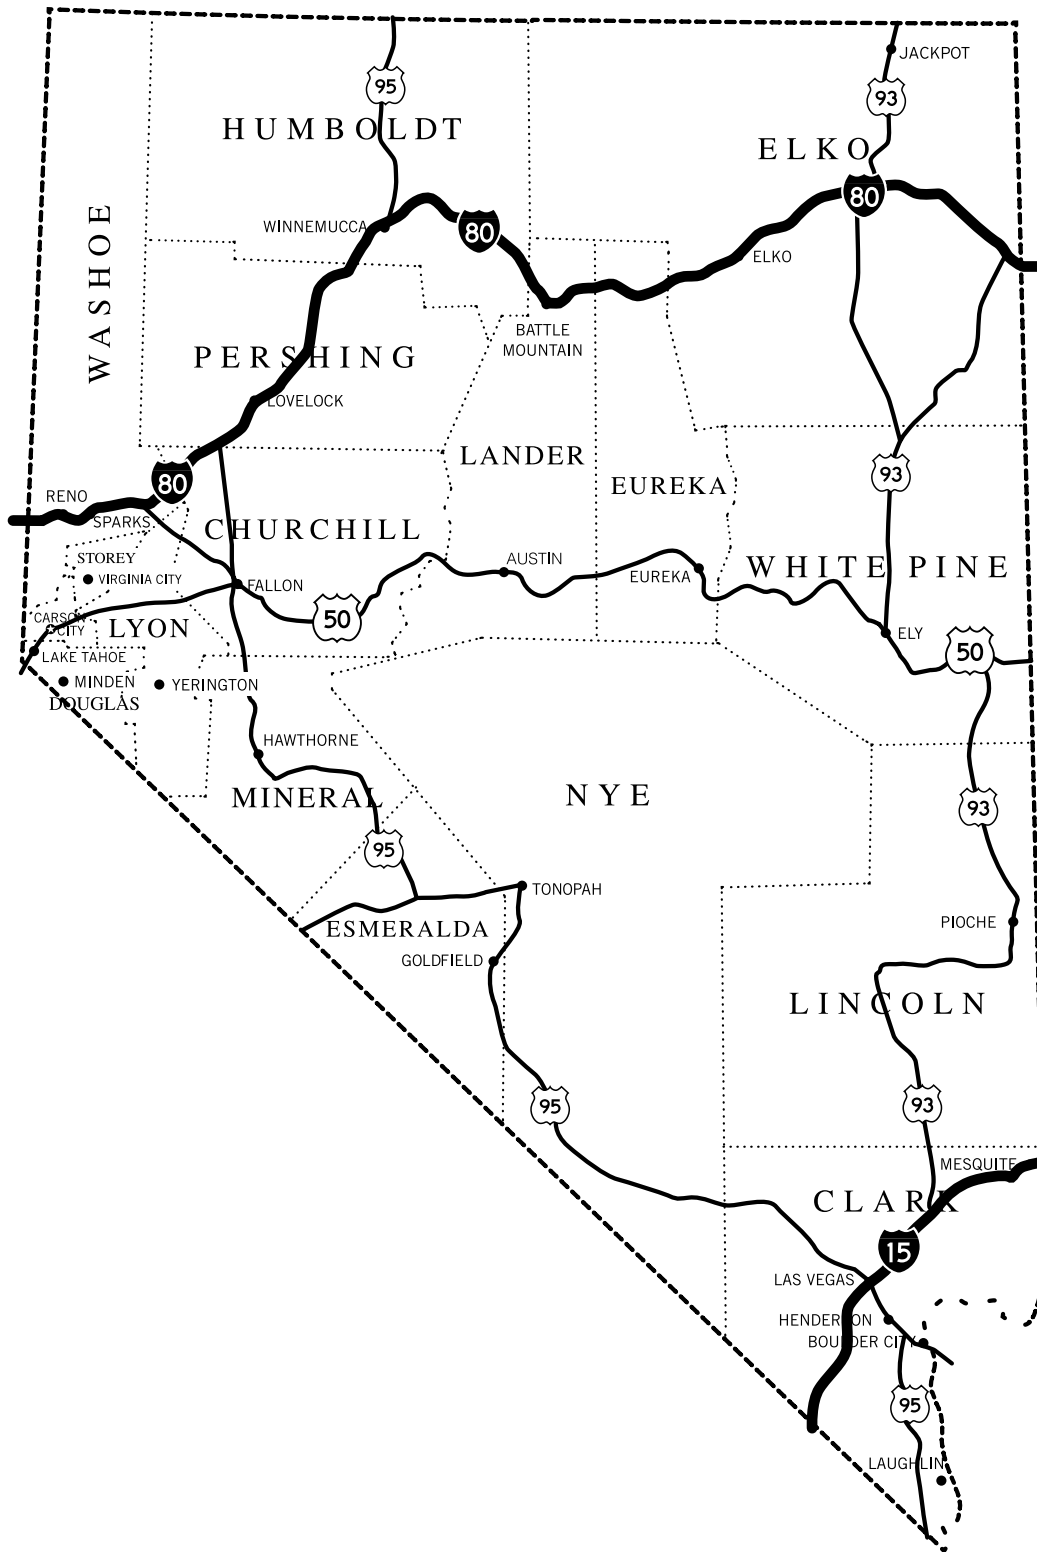 JACKPOT
95
93
HUMBOLDT
ELKO
80
WASHOE
WINNEMUCCA
80
ELKO
BATTLE
MOUNTAIN
PERSHING
LOVELOCK
LANDER
93
80
EUREKA
RENO
SPARKS
CHURCHILL
STOREY
AUSTIN
WHITE PINE
VIRGINIA CITY
EUREKA
FALLON
CARSON
CITY
50
LYON
ELY
LAKE TAHOE
50
MINDEN
YERINGTON
DOUGLAS
HAWTHORNE
MINERAL
NYE
93
95
TONOPAH
PIOCHE
ESMERALDA
GOLDFIELD
LINCOLN
95
93
MESQUITE
CLARK
15
LAS VEGAS
HENDERSON
BOULDER CITY
95
LAUGHLIN